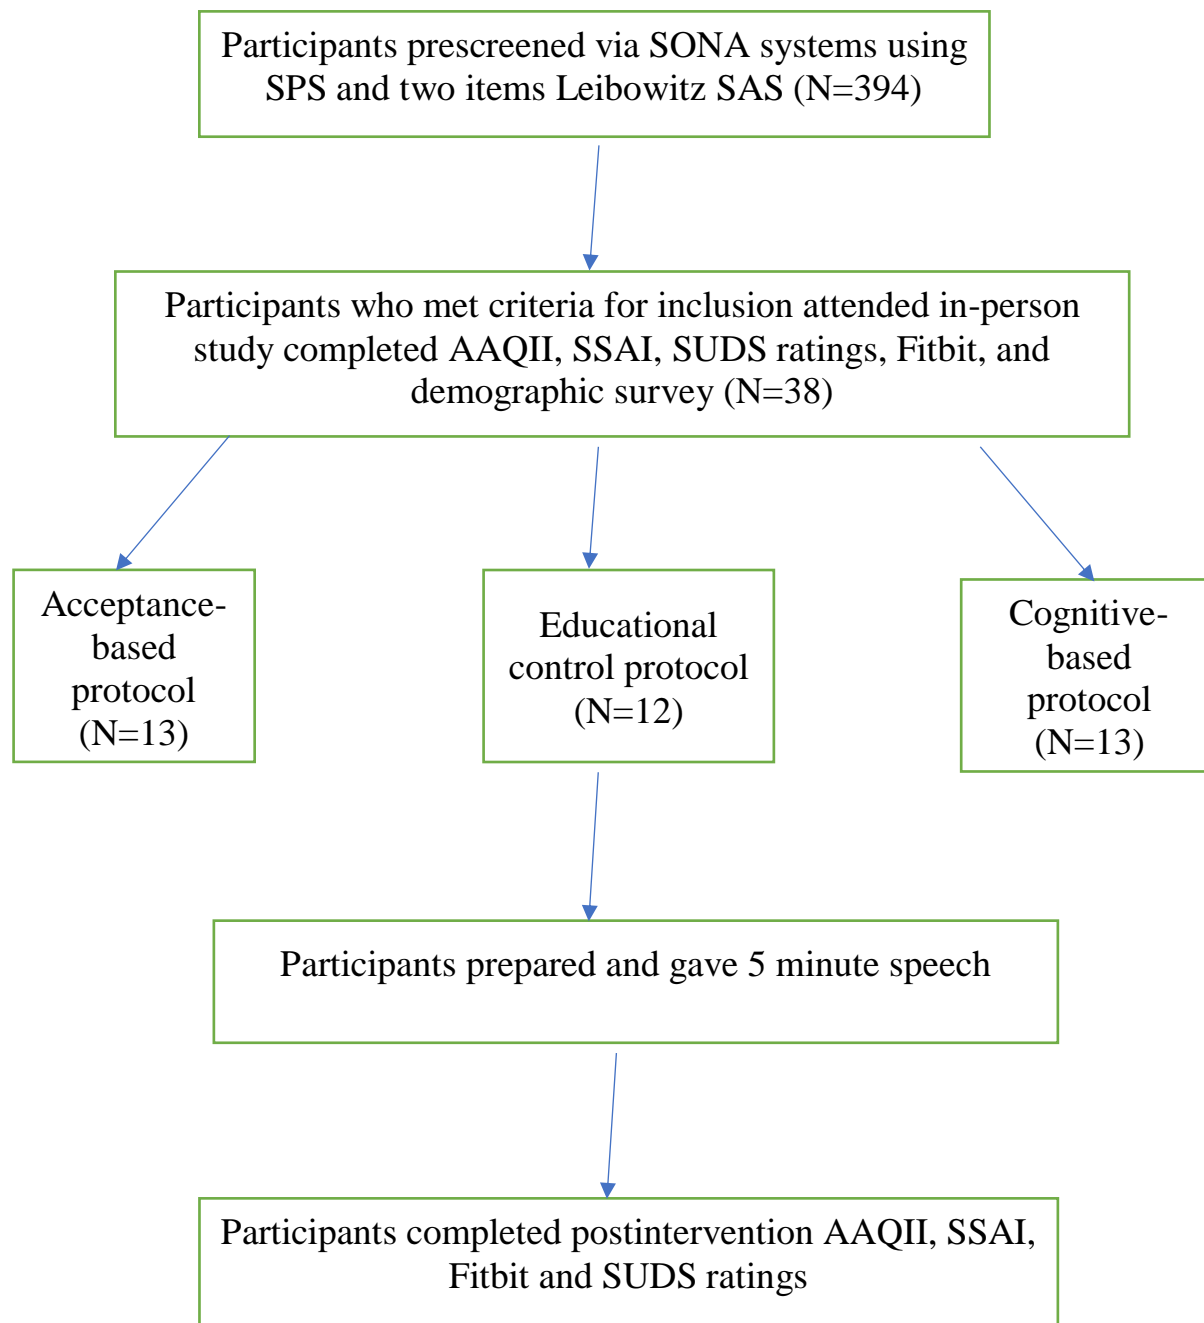 Participants prescreened via SONA systems using
SPS and two items Leibowitz SAS (N=394)
Participants who met criteria for inclusion attended in-person
study completed AAQII, SSAI, SUDS ratings, Fitbit, and
demographic survey (N=38)
Acceptance-
based
protocol
(N=13)
Educational
control protocol
(N=12)
Cognitive-
based
protocol
(N=13)
Participants prepared and gave 5 minute speech
Participants completed postintervention AAQII, SSAI,
Fitbit and SUDS ratings